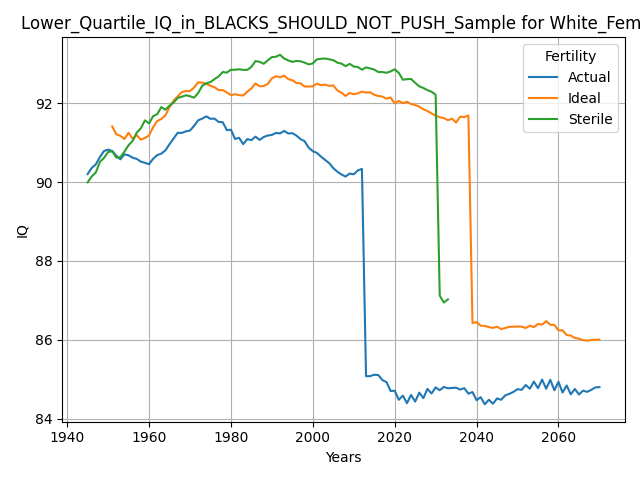 Lower_Quartile_IQ_in_BLACKS_SHOULD_NOT_PUSH_Sample for White_Fem
Fertility
Actual
Ideal
Sterile
IQ
92
90
88
86
84
1940
1960
1980
2000
2020
2040
2060
Years